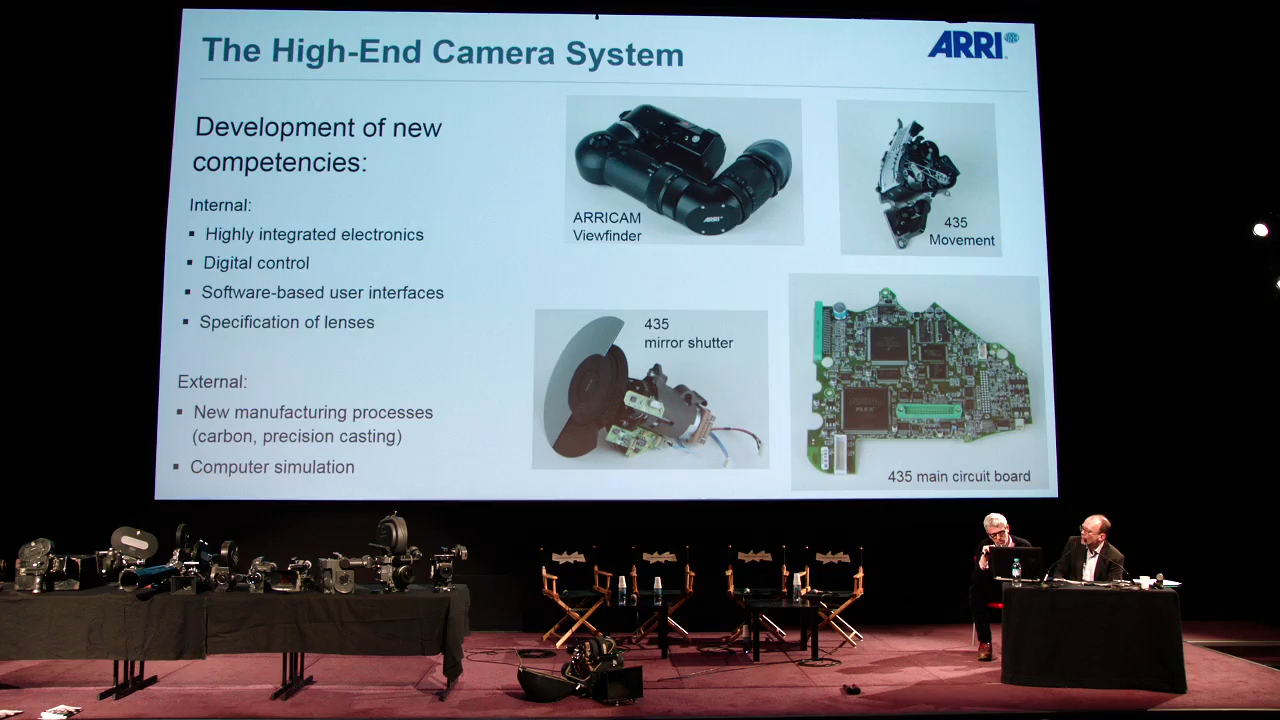 The High-End Camera System
ARRI
Development of new
competencies:
Internal:
▪ Highly integrated electronics
▪ Digital control
▪ Software-based user interfaces
▪ Specification of lenses
External:
▪ New manufacturing processes
(carbon, precision casting)
▪ Computer simulation
ARRICAM
Viewfinder
435
Movement
435
mirror shutter
435 main circuit board